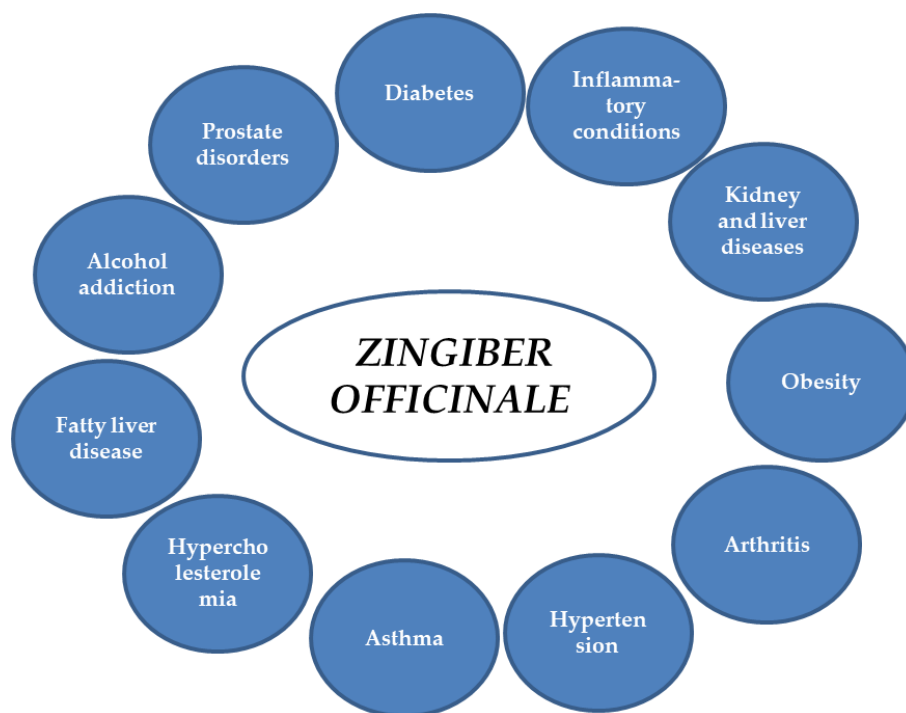 Diabetes
Inflamma-
tory
conditions
Kidney
and liver
diseases
Obesity
Arthritis
Hyperten
sion
Asthma
Hypercho
lesterole
mia
Fatty liver
disease
Alcohol
addiction
Prostate
disorders
ZINGIBER
OFFICINALE